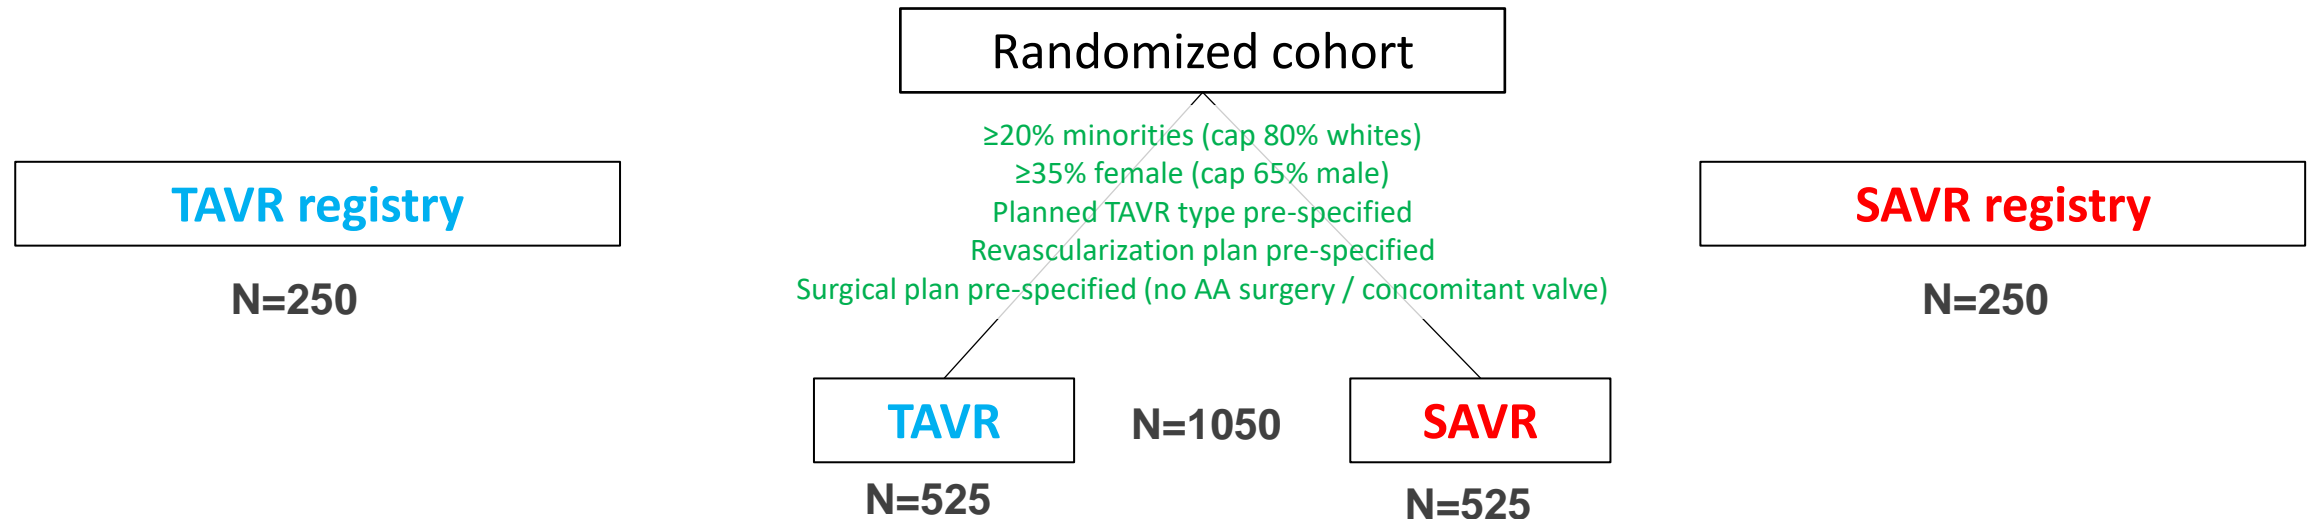 Randomized cohort
≥20% minorities (cap 80% whites)
≥35% female (cap 65% male)
Planned TAVR type pre-specified
Revascularization plan pre-specified
Surgical plan pre-specified (no AA surgery / concomitant valve)
TAVR registry
N=250
SAVR registry
N=250
TAVR
N=1050
SAVR
N=525
N=525